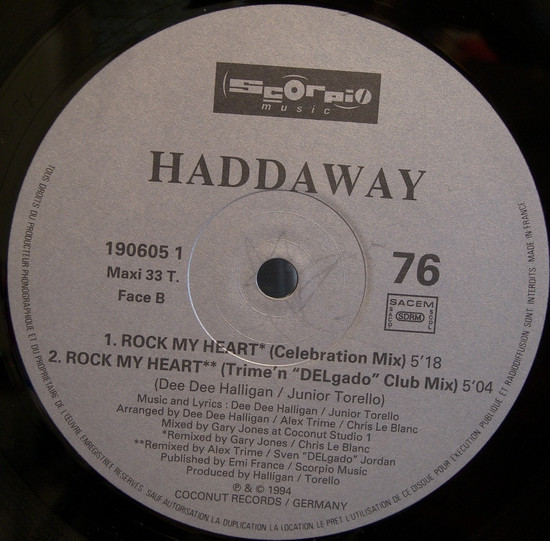 Scorpio
music
HADDAWAY
190605 1
Maxi 33 T.
Face B
76
SACEM
SACD SDRM SGDL
1. ROCK MY HEART* (Celebration Mix) 5'18
2. ROCK MY HEART** (Trime'n "DELgado" Club Mix) 5'04
(Dee Dee Halligan / Junior Torello)
Music and Lyrics : Dee Dee Halligan / Junior Torello
Arranged by Dee Dee Halligan / Alex Trime / Chris Le Blanc
Mixed by Gary Jones at Coconut Studio 1
*Remixed by Gary Jones / Chris Le Blanc
**Remixed by Alex Trime / Sven "DELgado" Jordan
Published by Emi France / Scorpio Music
Produced by Halligan / Torello
℗ & © 1994
COCONUT RECORDS / GERMANY
TOUS DROITS DU PRODUCTEUR PHONOGRAPHIQUE ET DU PROPRIETAIRE DE L'ŒUVRE ENREGISTREE RESERVES. SAUF AUTORISATION LA DUPLICATION, LA LOCATION, LE PRET, L'UTILISATION DE CE DISQUE POUR EXECUTION PUBLIQUE ET RADIODIFFUSION SONT INTERDITS. MADE IN FRANCE